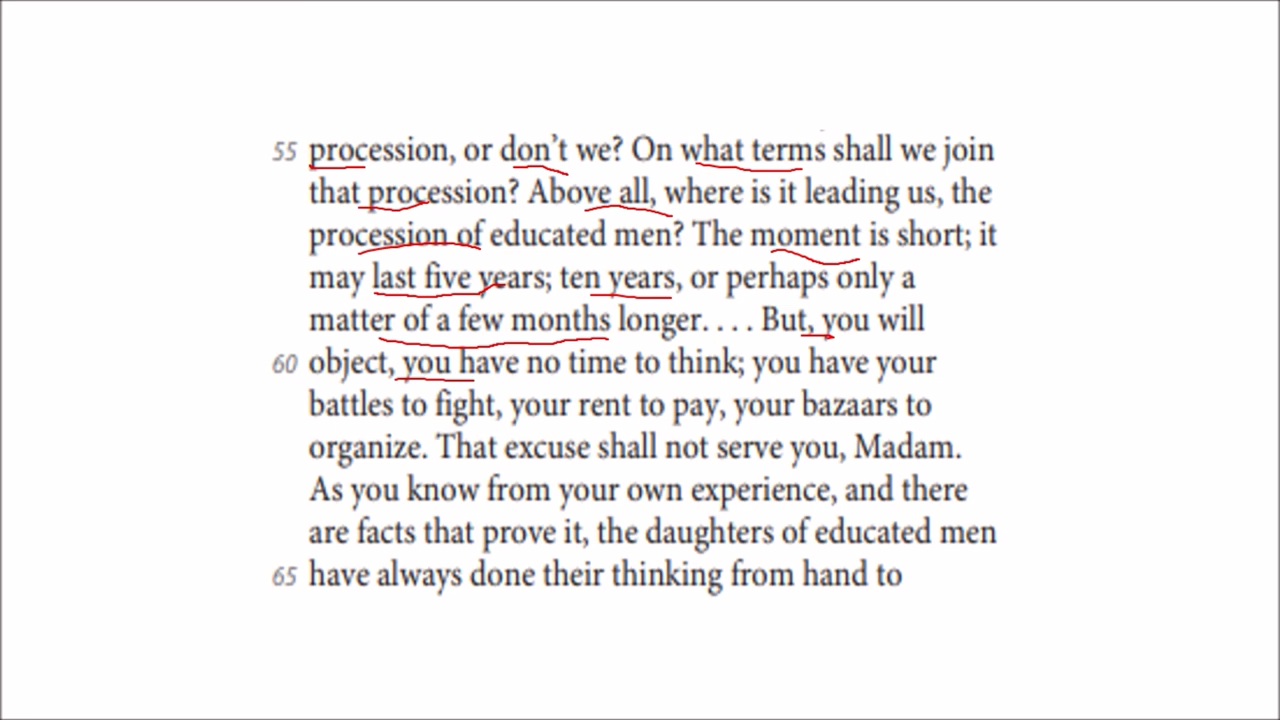 55 procession, or don't we? On what terms shall we join
that procession? Above all, where is it leading us, the
procession of educated men? The moment is short; it
may last five years; ten years, or perhaps only a
matter of a few months longer. . . . But, you will
60 object, you have no time to think; you have your
battles to fight, your rent to pay, your bazaars to
organize. That excuse shall not serve you, Madam.
As you know from your own experience, and there
are facts that prove it, the daughters of educated men
65 have always done their thinking from hand to